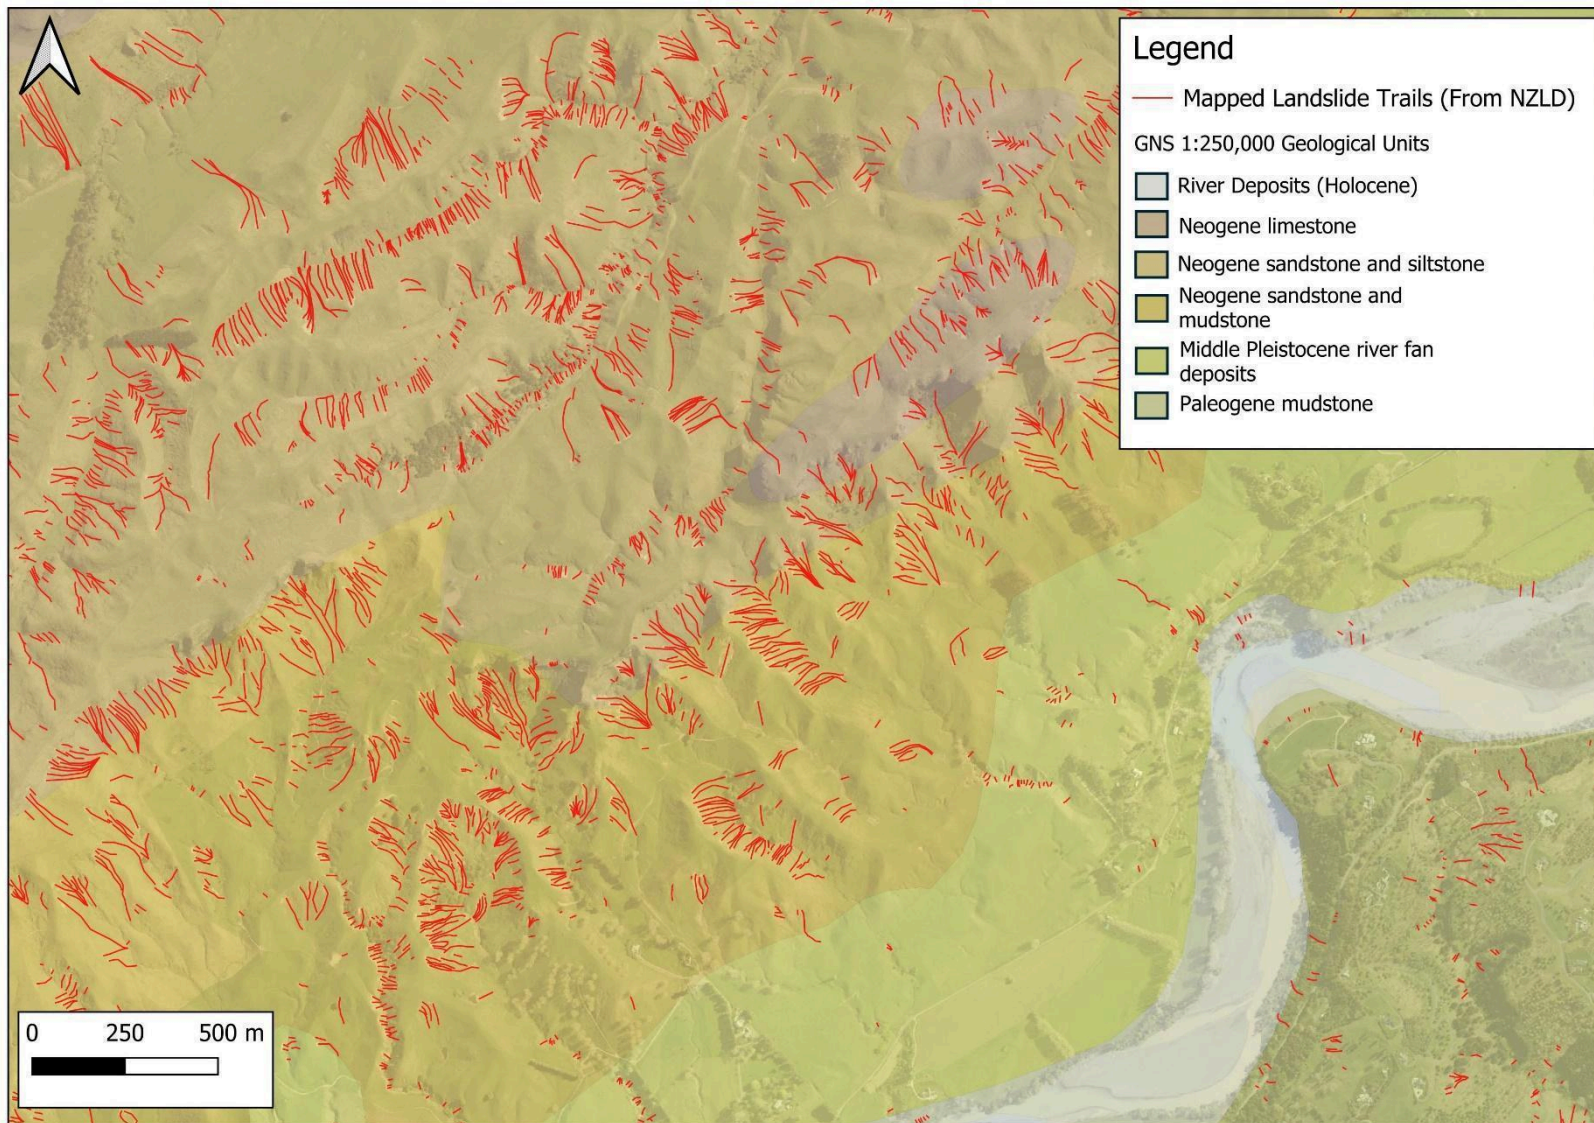 Legend
Mapped Landslide Trails (From NZLD)
GNS 1:250,000 Geological Units
River Deposits (Holocene)
Neogene limestone
Neogene sandstone and siltstone
Neogene sandstone and
mudstone
Middle Pleistocene river fan
deposits
Paleogene mudstone
0 250 500 m